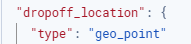 "dropoff_location": {
"type": "geo_point"